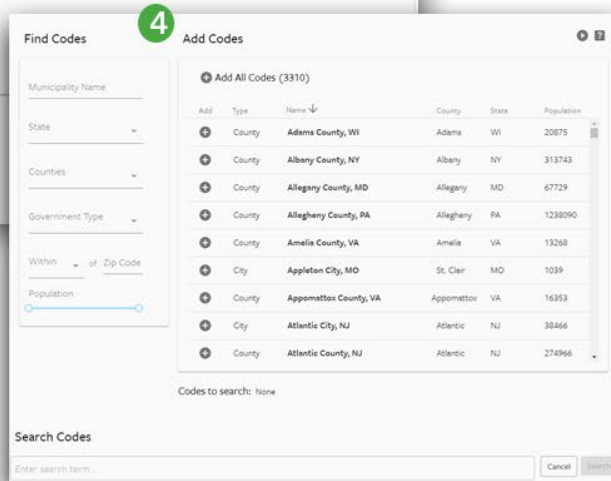 4
Find Codes
Municipality Name
State
Counties
Government Type
Within of Zip Code
Population
Add Codes
Add All Codes (3310)
Add Type Name County State Population
County Adams County, WI Adams WI 20875
County Albany County, NY Albany NY 313743
County Allegany County, MD Allegany MD 67729
County Allegheny County, PA Allegheny PA 1238090
County Amelia County, VA Amelia VA 13268
City Appleton City, MO St. Clair MO 1039
County Appomattox County, VA Appomattox VA 16353
City Atlantic City, NJ Atlantic NJ 38466
County Atlantic County, NJ Atlantic NJ 274966
Codes to search: None
Search Codes
Enter search term... Cancel Search